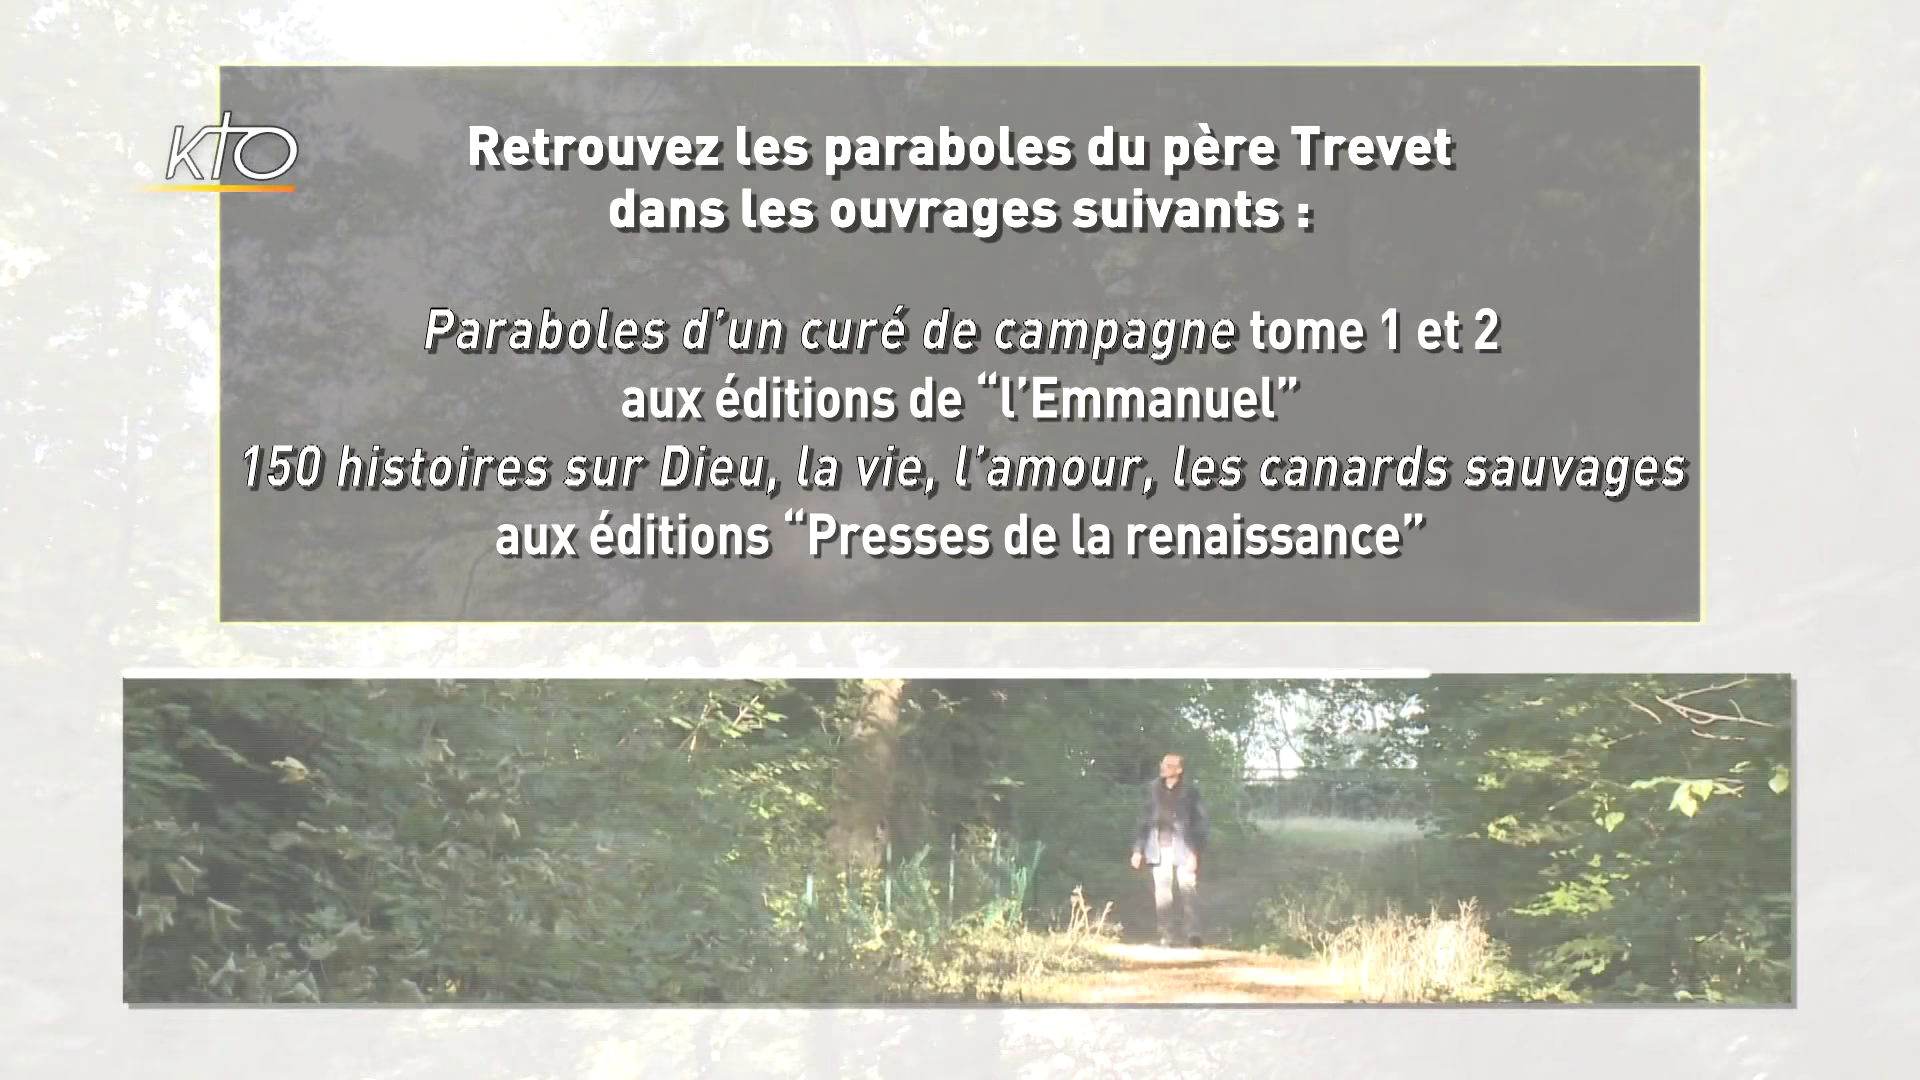 KTO
Retrouvez les paraboles du père Trevet
dans les ouvrages suivants :
Paraboles d’un curé de campagne tome 1 et 2
aux éditions de “l’Emmanuel”
150 histoires sur Dieu, la vie, l’amour, les canards sauvages
aux éditions “Presses de la renaissance”